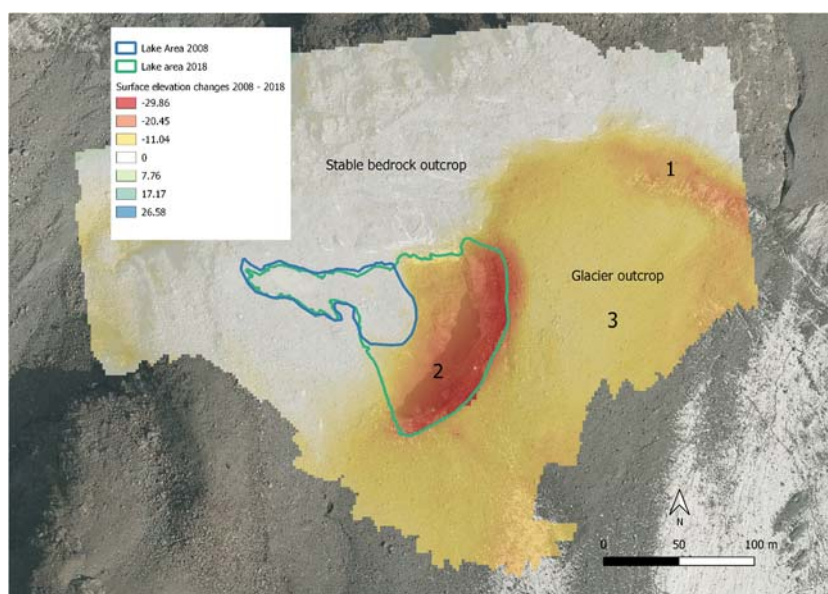 Lake Area 2008
Lake area 2018
Surface elevation changes 2008 - 2018
-29.86
-20.45
-11.04
0
7.76
17.17
26.58
Stable bedrock outcrop
1
Glacier outcrop
3
2
N
0 50 100 m